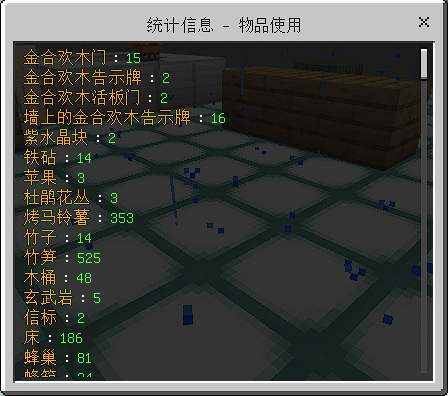 统计信息 - 物品使用
金合欢木门 : 15
金合欢木告示牌 : 2
金合欢木活板门 : 2
墙上的金合欢木告示牌 : 16
紫水晶块 : 2
铁砧 : 14
苹果 : 3
杜鹃花丛 : 3
烤马铃薯 : 353
竹子 : 14
竹笋 : 525
木桶 : 48
玄武岩 : 5
信标 : 2
床 : 186
蜂巢 : 81
蜂箱 : 24